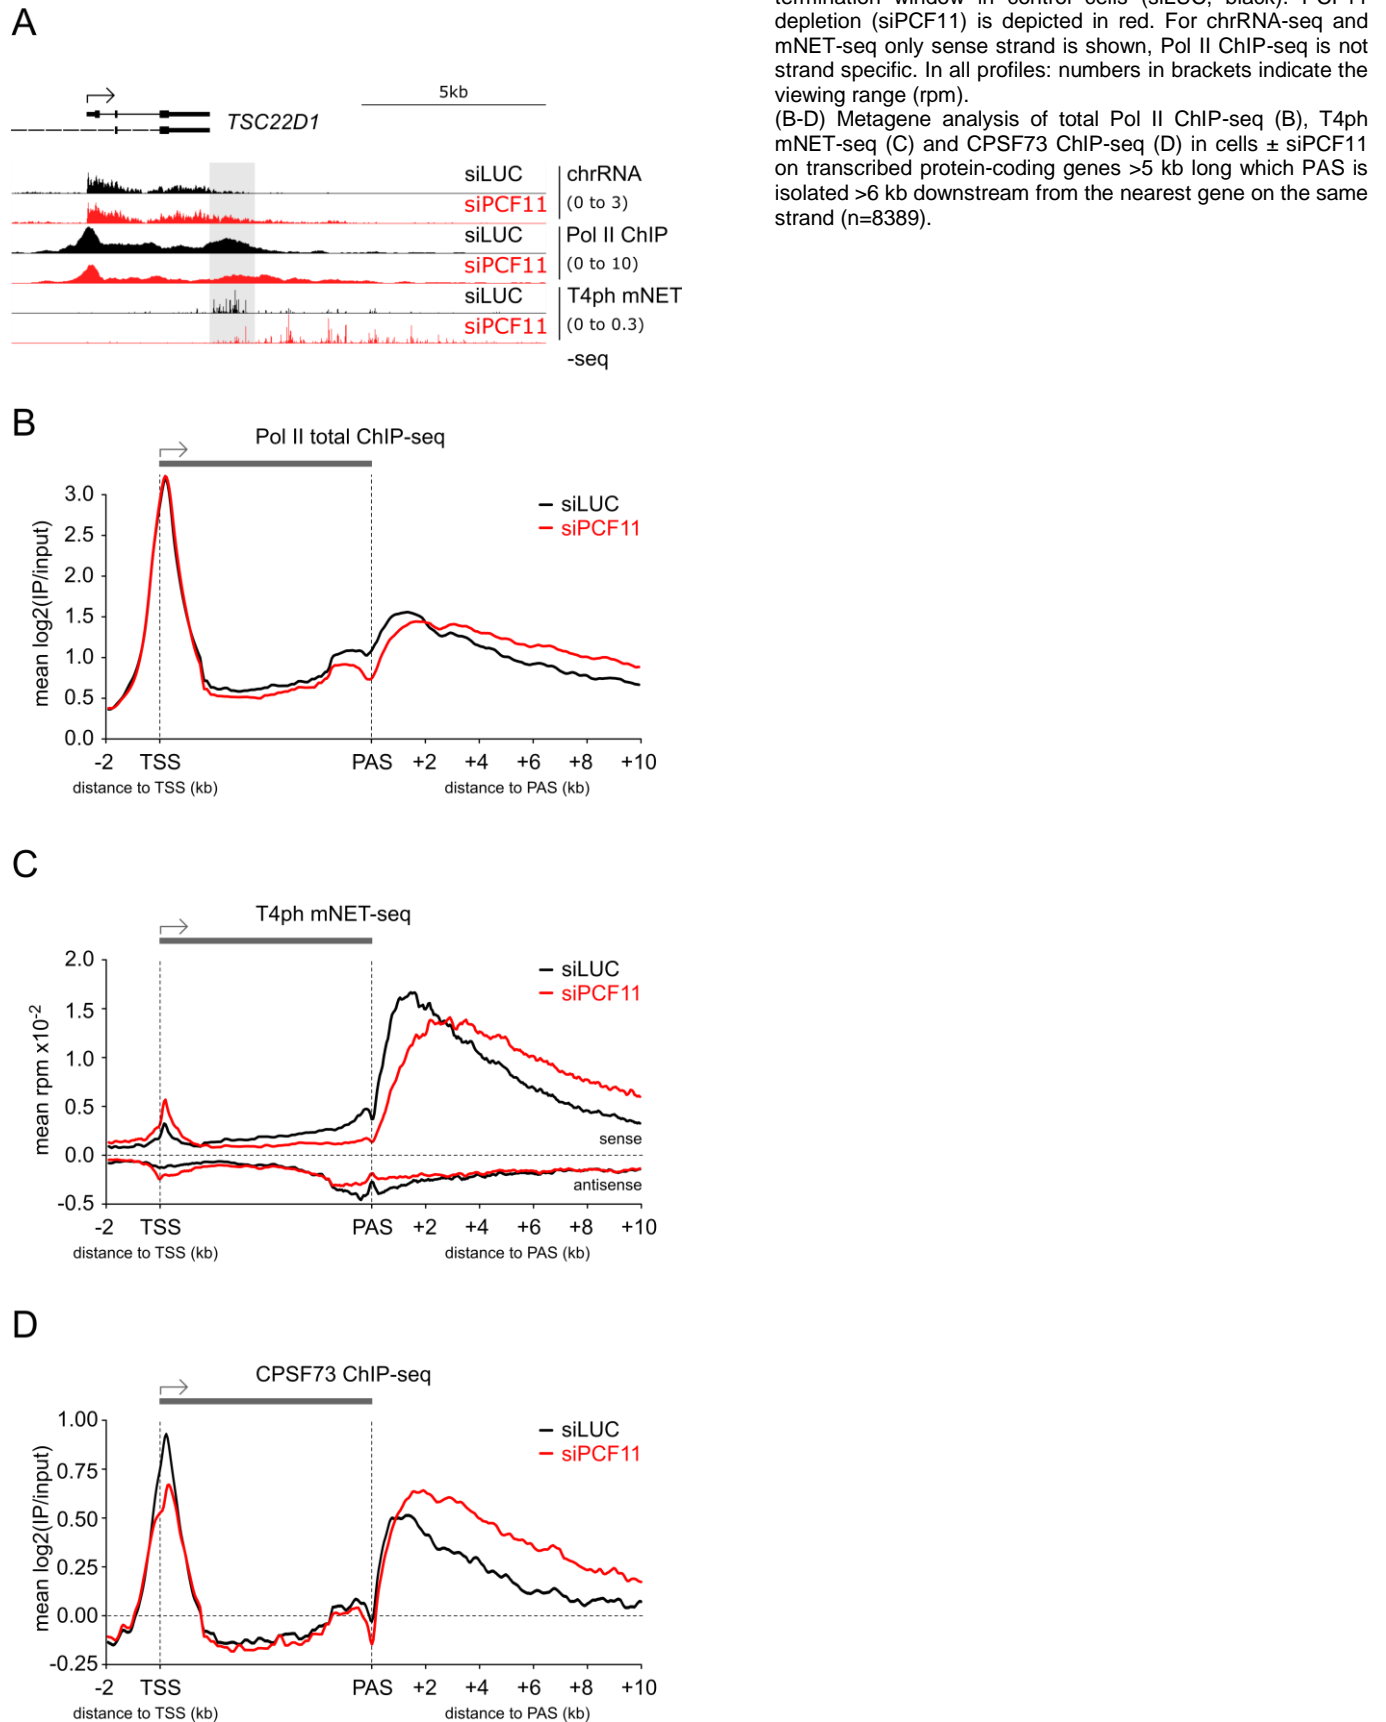 A
5kb
TSC22D1
siLUC
chrRNA
siPCF11
(0 to 3)
siLUC
Pol II ChIP
siPCF11
(0 to 10)
siLUC
T4ph mNET
siPCF11
(0 to 0.3)
-seq
termination window in control cells (siLUC, black). PCF11
depletion (siPCF11) is depicted in red. For chrRNA-seq and
mNET-seq only sense strand is shown, Pol II ChIP-seq is not
strand specific. In all profiles: numbers in brackets indicate the
viewing range (rpm).
(B-D) Metagene analysis of total Pol II ChIP-seq (B), T4ph
mNET-seq (C) and CPSF73 ChIP-seq (D) in cells ± siPCF11
on transcribed protein-coding genes >5 kb long which PAS is
isolated >6 kb downstream from the nearest gene on the same
strand (n=8389).
B
Pol II total ChIP-seq
siLUC
siPCF11
mean log2(IP/input)
3.0
2.5
2.0
1.5
1.0
0.5
0.0
-2 TSS PAS +2 +4 +6 +8 +10
distance to TSS (kb) distance to PAS (kb)
C
T4ph mNET-seq
siLUC
siPCF11
mean rpm x10-2
2.0
1.5
1.0
0.5
0.0
-0.5
sense
antisense
-2 TSS PAS +2 +4 +6 +8 +10
distance to TSS (kb) distance to PAS (kb)
D
CPSF73 ChIP-seq
siLUC
siPCF11
mean log2(IP/input)
1.00
0.75
0.50
0.25
0.00
-0.25
-2 TSS PAS +2 +4 +6 +8 +10
distance to TSS (kb) distance to PAS (kb)